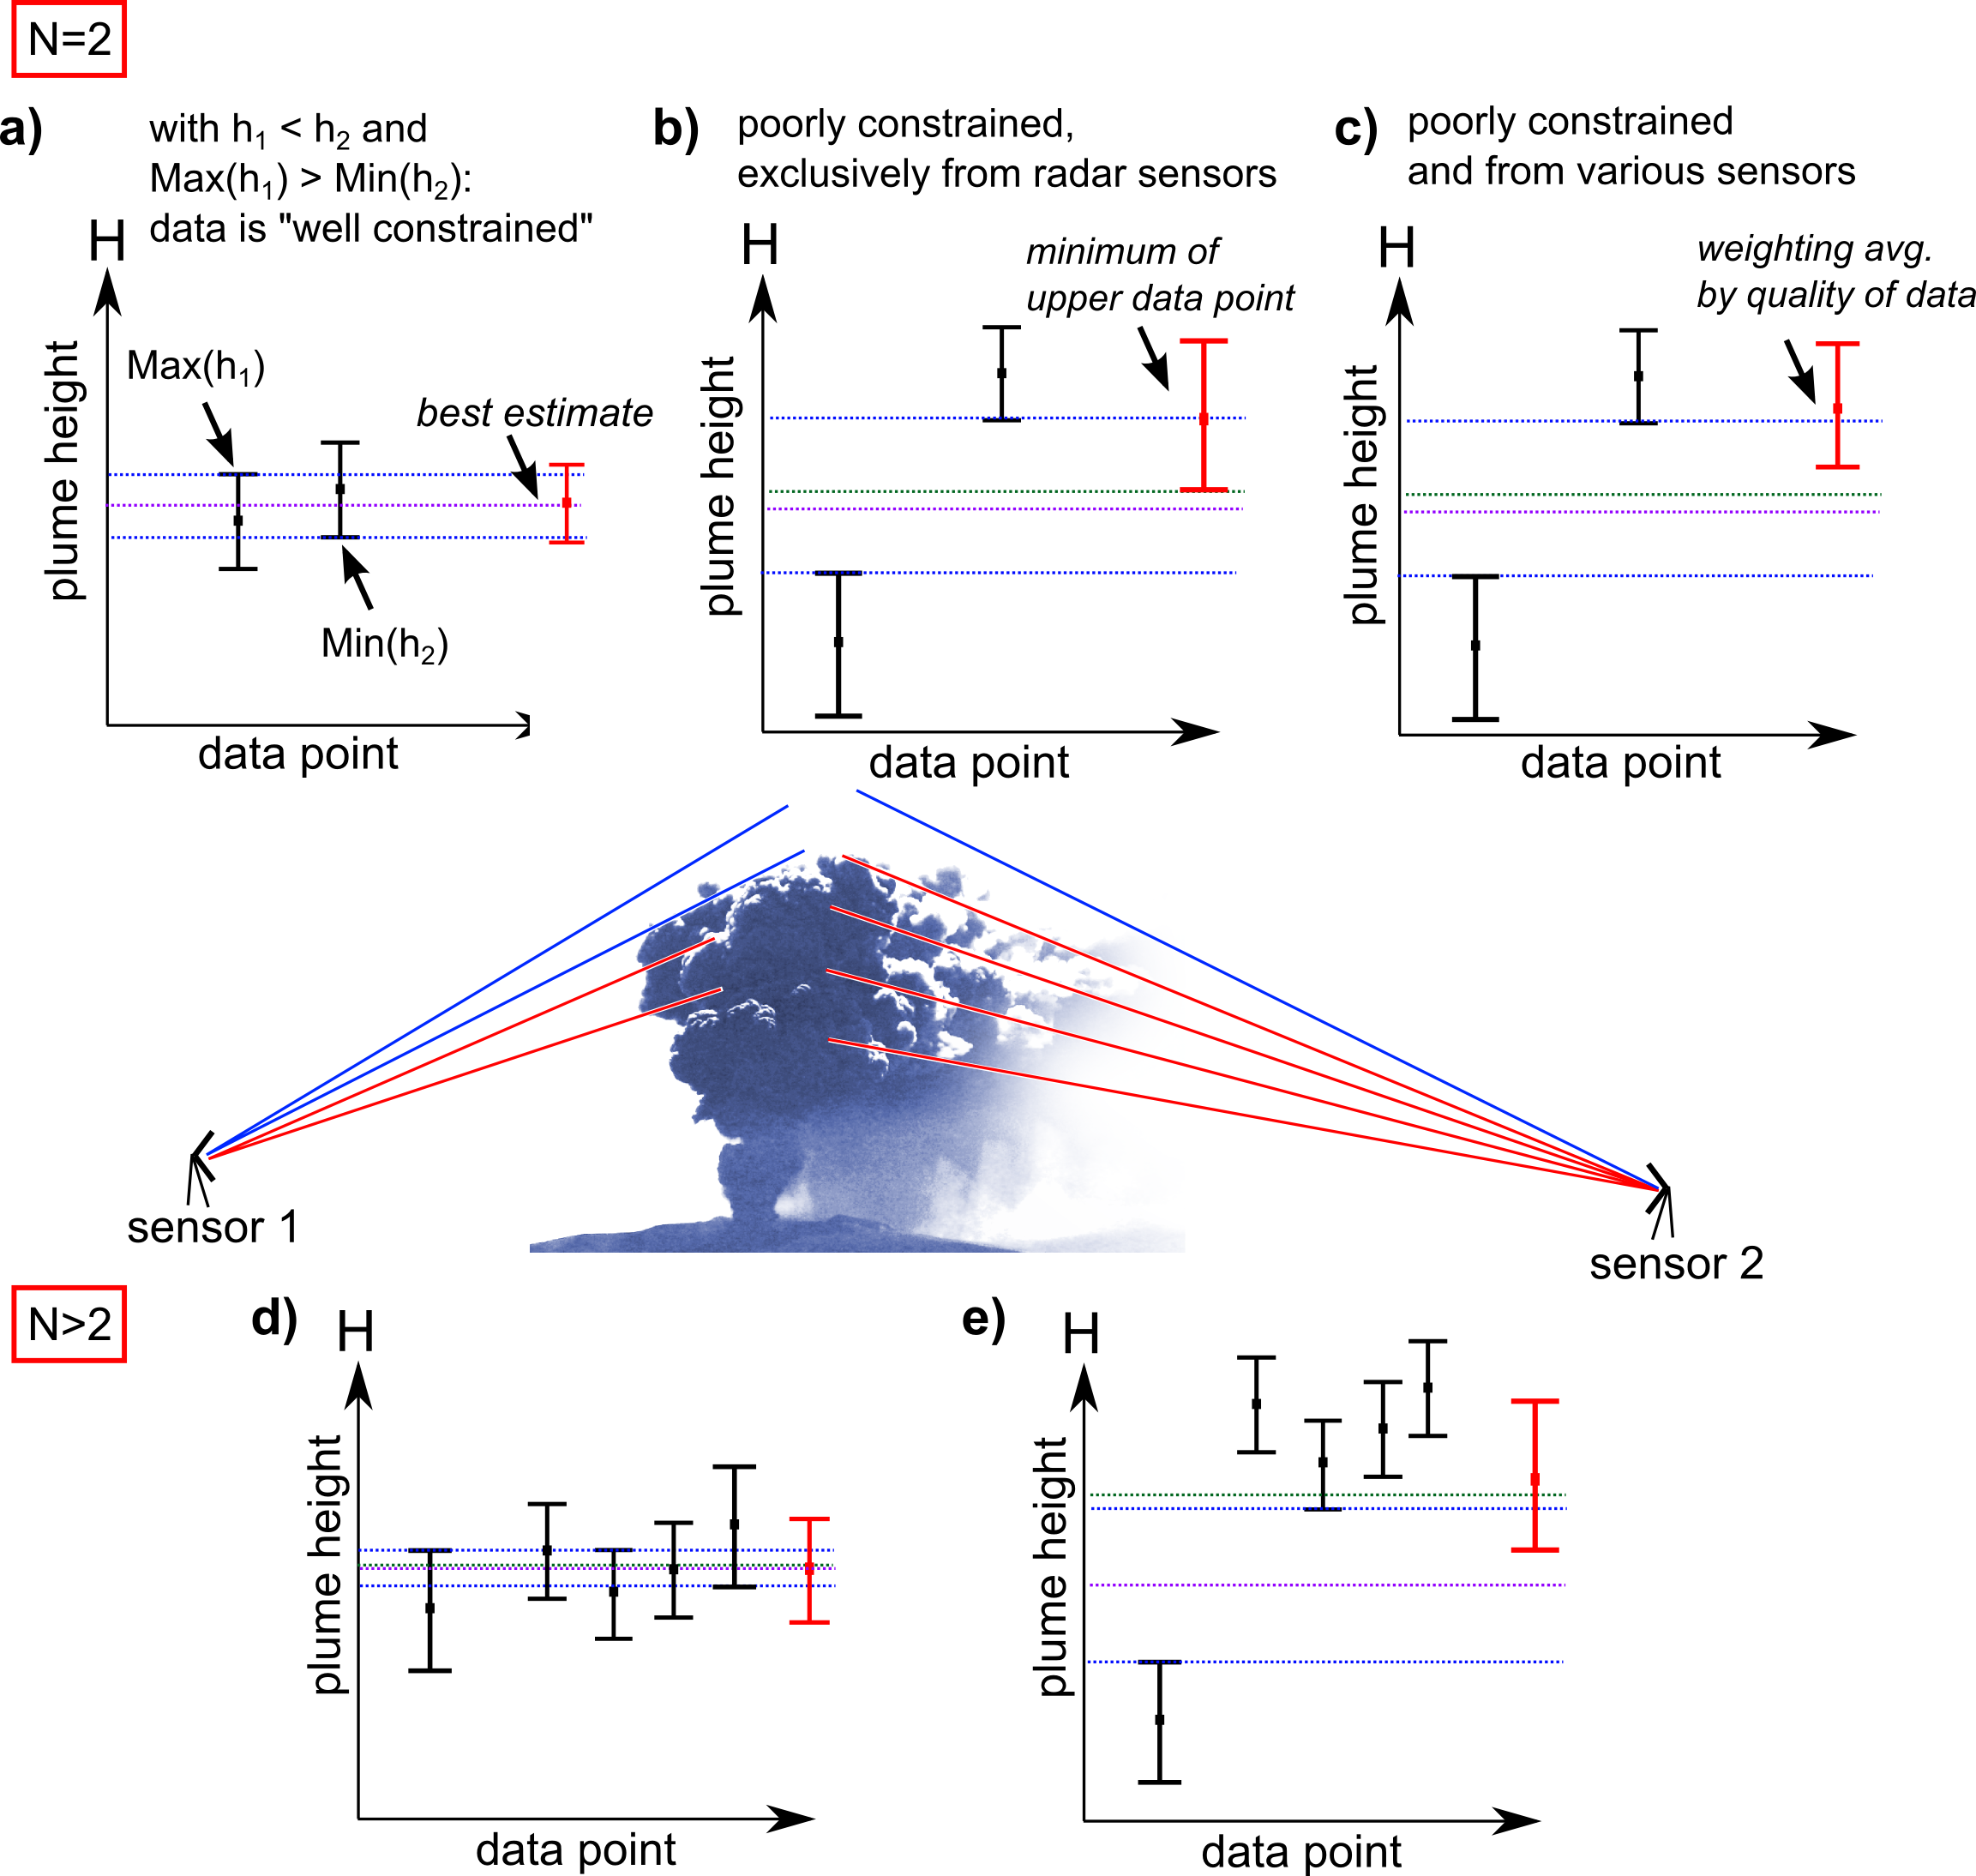 N=2
a)
with h1 < h2 and
Max(h1) > Min(h2):
data is "well constrained"
H
plume height
Max(h1)
best estimate
Min(h2)
data point
b)
poorly constrained,
exclusively from radar sensors
H
plume height
minimum of
upper data point
data point
c)
poorly constrained
and from various sensors
H
plume height
weighting avg.
by quality of data
data point
sensor 1
sensor 2
N>2
d)
H
plume height
data point
e)
H
plume height
data point